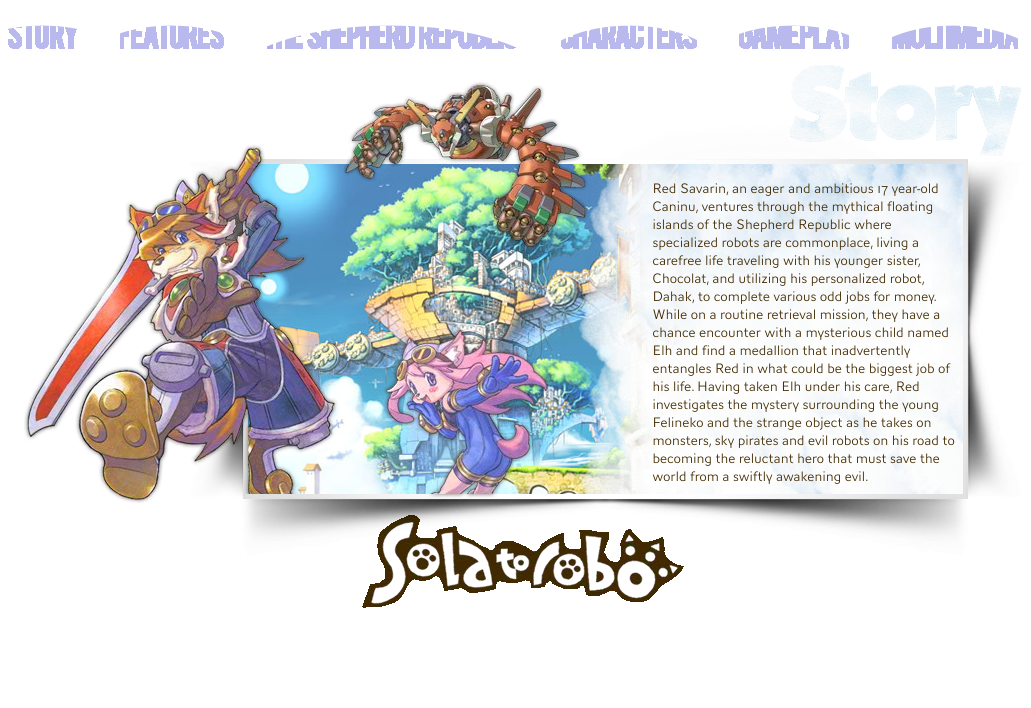 STORY
FEATURES
THE SHEPHERD REPUBLIC
CHARACTERS
GAMEPLAY
MULTIMEDIA
Story
Red Savarin, an eager and ambitious 17 year-old
Caninu, ventures through the mythical floating
islands of the Shepherd Republic where
specialized robots are commonplace, living a
carefree life traveling with his younger sister,
Chocolat, and utilizing his personalized robot,
Dahak, to complete various odd jobs for money.
While on a routine retrieval mission, they have a
chance encounter with a mysterious child named
Elh and find a medallion that inadvertently
entangles Red in what could be the biggest job of
his life. Having taken Elh under his care, Red
investigates the mystery surrounding the young
Felineko and the strange object as he takes on
monsters, sky pirates and evil robots on his road to
becoming the reluctant hero that must save the
world from a swiftly awakening evil.
Solatorobo